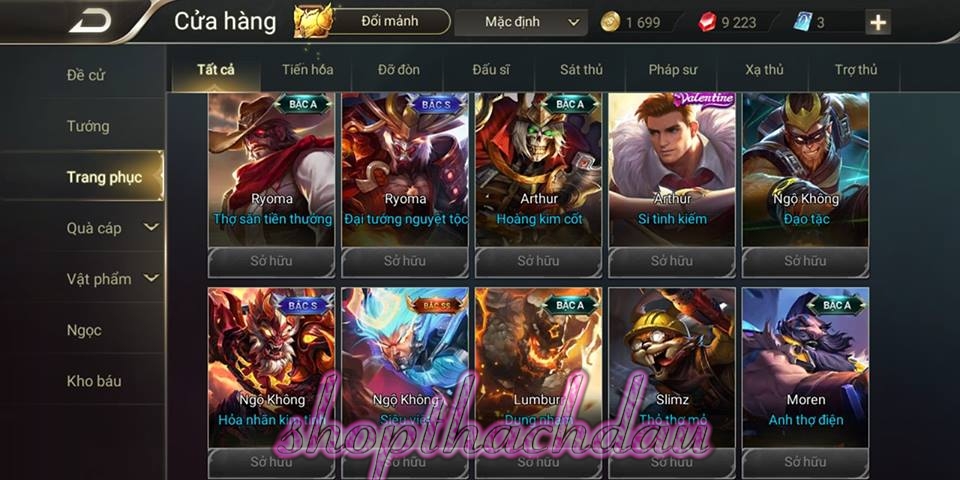 Cửa hàng
Đổi mảnh
Mặc định
1 699
9 223
3
Đề cử
Tướng
Trang phục
Quà cáp
Vật phẩm
Ngọc
Kho báu
Tất cả
Tiến hóa
Đỡ đòn
Đấu sĩ
Sát thủ
Pháp sư
Xạ thủ
Trợ thủ
BẬC A
Ryoma
Thợ săn tiền thưởng
Sở hữu
BẬC S
Ryoma
Đại tướng nguyệt tộc
Sở hữu
BẬC A
Arthur
Hoàng kim cốt
Sở hữu
Valentine
Arthur
Si tình kiếm
Sở hữu
Ngộ Không
Đạo tặc
Sở hữu
BẬC S
Ngộ Không
Hỏa nhãn kim tinh
Sở hữu
BẬC SS
Ngộ Không
Siêu việt
Sở hữu
BẬC A
Lumburr
Dung nham
Sở hữu
Slimz
Thỏ thợ mỏ
Sở hữu
BẬC A
Moren
Anh thợ điện
Sở hữu
shop1hachdau